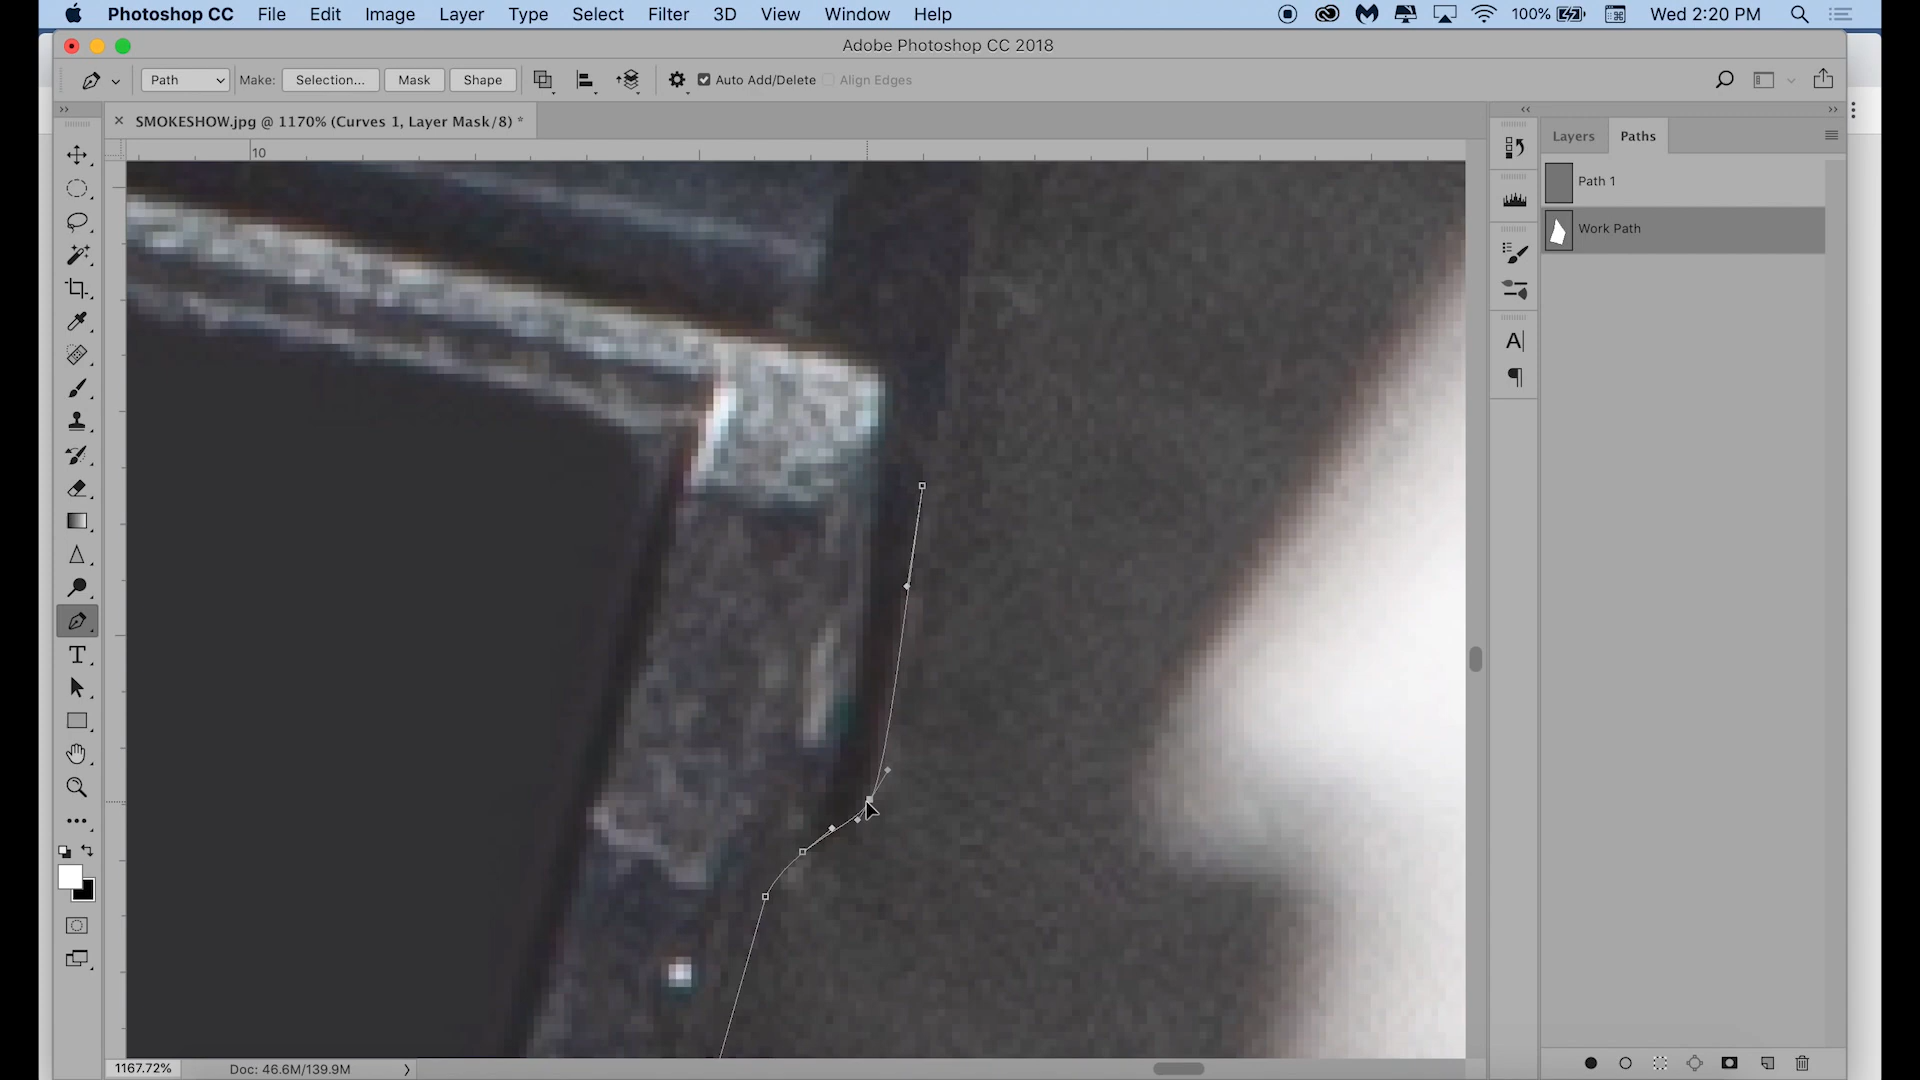 Photoshop CC File Edit Image Layer Type Select Filter 3D View Window Help 100% Wed 2:20 PM
Adobe Photoshop CC 2018
Path Make: Selection... Mask Shape Auto Add/Delete Align Edges
SMOKESHOW.jpg @ 1170% (Curves 1, Layer Mask/8) *
Layers Paths
10
Path 1
Work Path
1167.72% Doc: 46.6M/139.9M